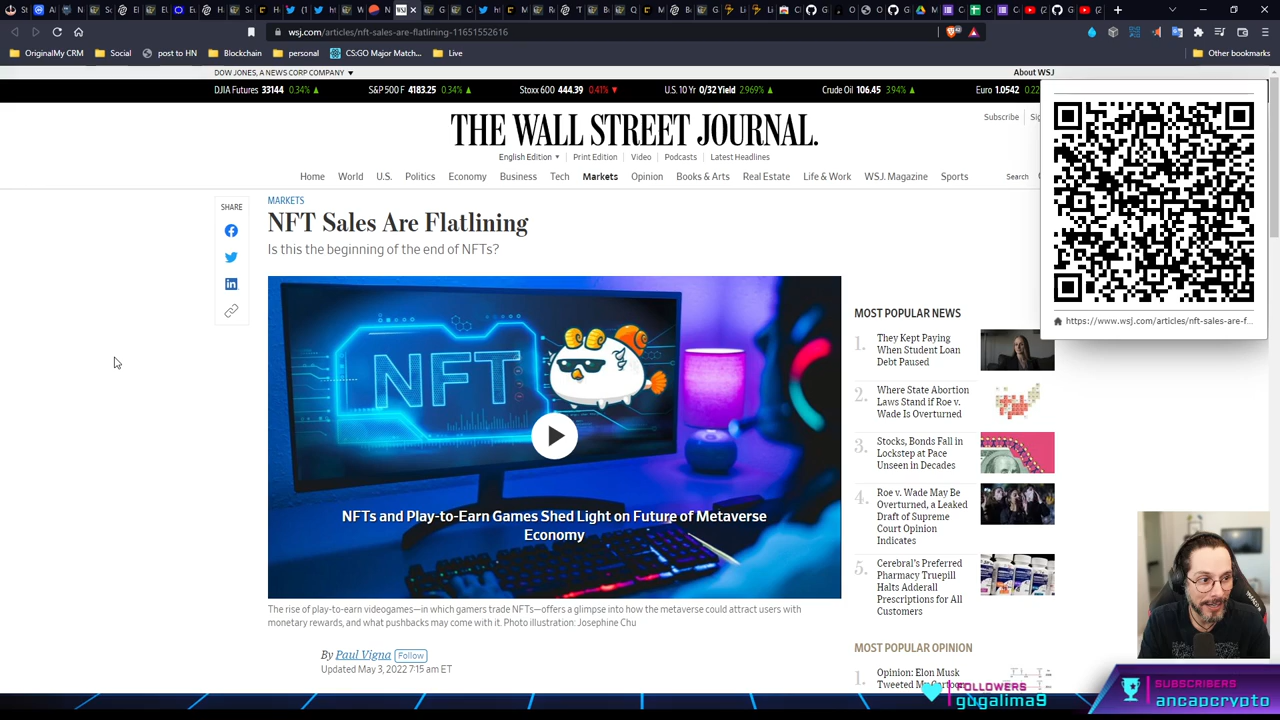 wsj.com/articles/nft-sales-are-flatlining-11651552616
OriginalMy CRM
Social
post to HN
Blockchain
personal
CS:GO Major Match...
Live
Other bookmarks
DOW JONES, A NEWS CORP COMPANY ▼
About WSJ
DJIA Futures 33144 0.34% ▲
S&P 500 F 4183.25 0.34% ▲
Stoxx 600 444.39 0.41% ▼
U.S. 10 Yr 0/32 Yield 2.969% ▲
Crude Oil 106.45 3.94% ▲
Euro 1.0542
THE WALL STREET JOURNAL.
Subscribe
English Edition ▼
Print Edition
Video
Podcasts
Latest Headlines
Home
World
U.S.
Politics
Economy
Business
Tech
Markets
Opinion
Books & Arts
Real Estate
Life & Work
WSJ. Magazine
Sports
Search
https://www.wsj.com/articles/nft-sales-are-f...
SHARE
MARKETS
NFT Sales Are Flatlining
Is this the beginning of the end of NFTs?
NFT
NFTs and Play-to-Earn Games Shed Light on Future of Metaverse
Economy
The rise of play-to-earn videogames—in which gamers trade NFTs—offers a glimpse into how the metaverse could attract users with
monetary rewards, and what pushbacks may come with it. Photo illustration: Josephine Chu
By Paul Vigna Follow
Updated May 3, 2022 7:15 am ET
MOST POPULAR NEWS
1.
They Kept Paying
When Student Loan
Debt Paused
2.
Where State Abortion
Laws Stand if Roe v.
Wade Is Overturned
3.
Stocks, Bonds Fall in
Lockstep at Pace
Unseen in Decades
4.
Roe v. Wade May Be
Overturned, a Leaked
Draft of Supreme
Court Opinion
Indicates
5.
Cerebral's Preferred
Pharmacy Truepill
Halts Adderall
Prescriptions for All
Customers
MOST POPULAR OPINION
1.
Opinion: Elon Musk
Tweeted My Cartoon
FOLLOWERS
gugalima9
SUBSCRIBERS
ancapcrypto